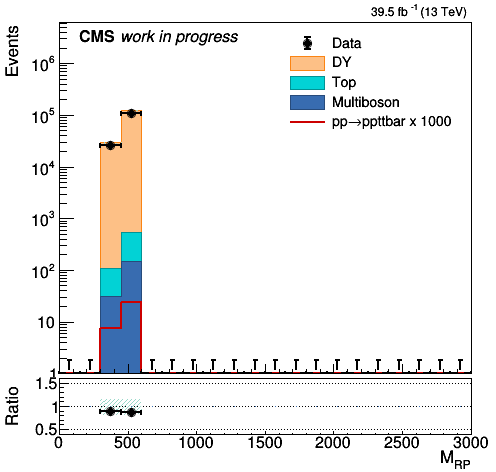 39.5 fb⁻¹ (13 TeV)
CMS work in progress
Events
Data
DY
Top
Multiboson
pp→ppttbar x 1000
10⁶
10⁵
10⁴
10³
10²
10
1
Ratio
1.5
1
0.5
0 500 1000 1500 2000 2500 3000
M_RP